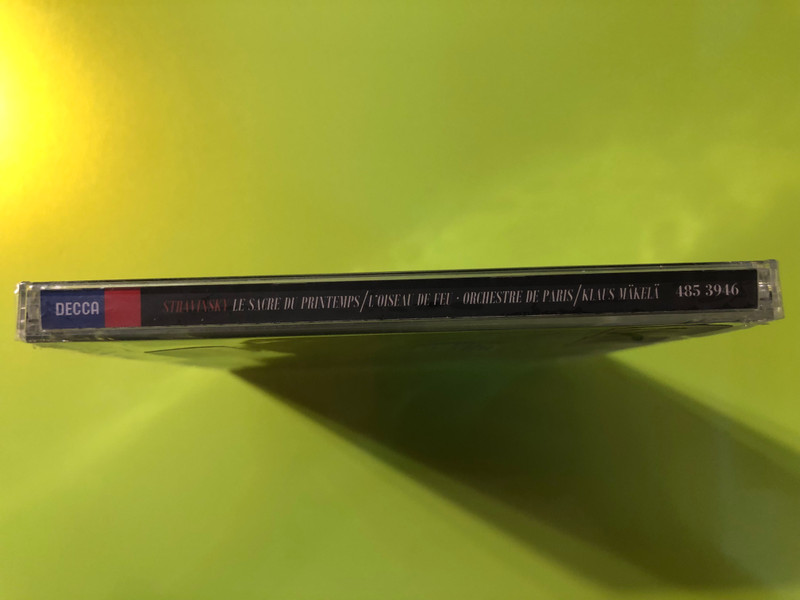 DECCA STRAVINSKY LE SACRE DU PRINTEMPS/L'OISEAU DE FEU · ORCHESTRE DE PARIS/KLAUS MÄKELÄ 485 3946